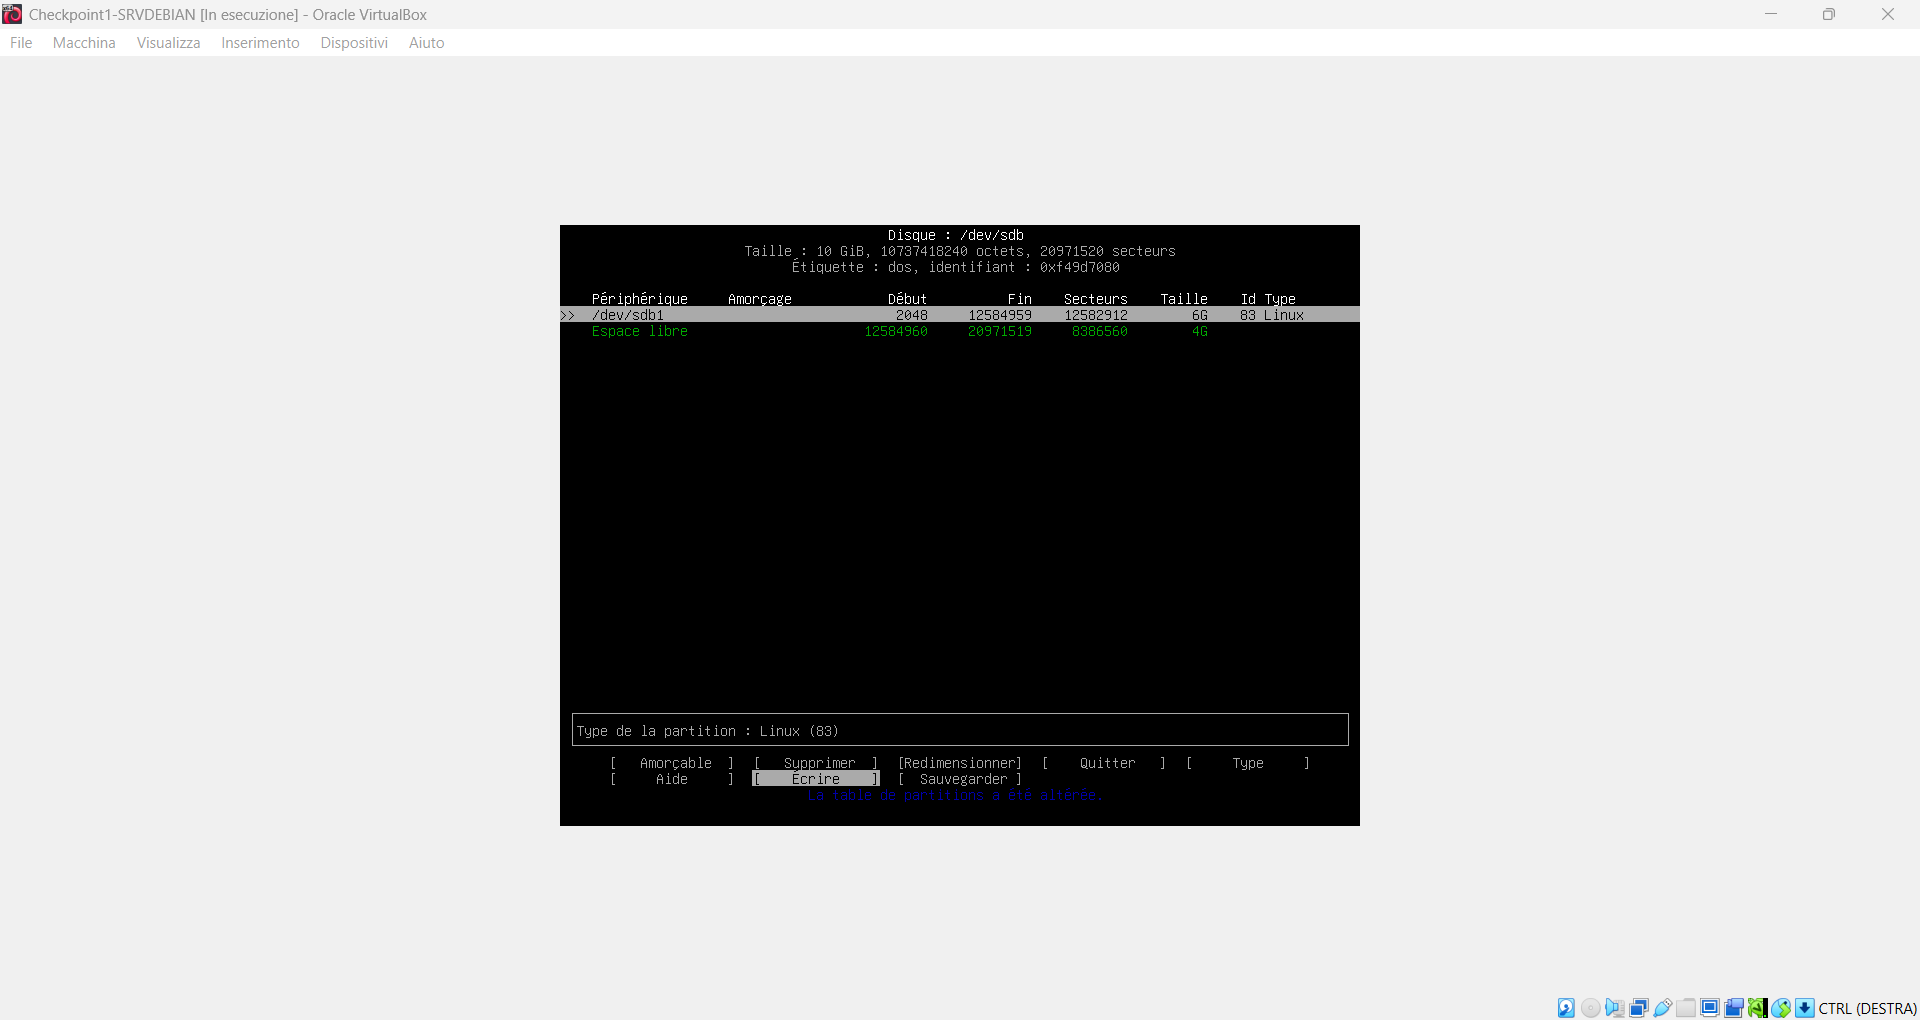 Checkpoint1-SRVDEBIAN [In esecuzione] - Oracle VirtualBox
File Macchina Visualizza Inserimento Dispositivi Aiuto
Disque : /dev/sdb
Taille : 10 GiB, 10737418240 octets, 20971520 secteurs
Étiquette : dos, identifiant : 0xf49d7080
Périphérique Amorçage Début Fin Secteurs Taille Id Type
>> /dev/sdb1 2048 12584959 12582912 6G 83 Linux
Espace libre 12584960 20971519 8386560 4G
Type de la partition : Linux (83)
[ Amorçable ] [ Supprimer ] [Redimensionner] [ Quitter ] [ Type ]
[ Aide ] [ Écrire ] [ Sauvegarder ]
La table de partitions a été altérée.
CTRL (DESTRA)